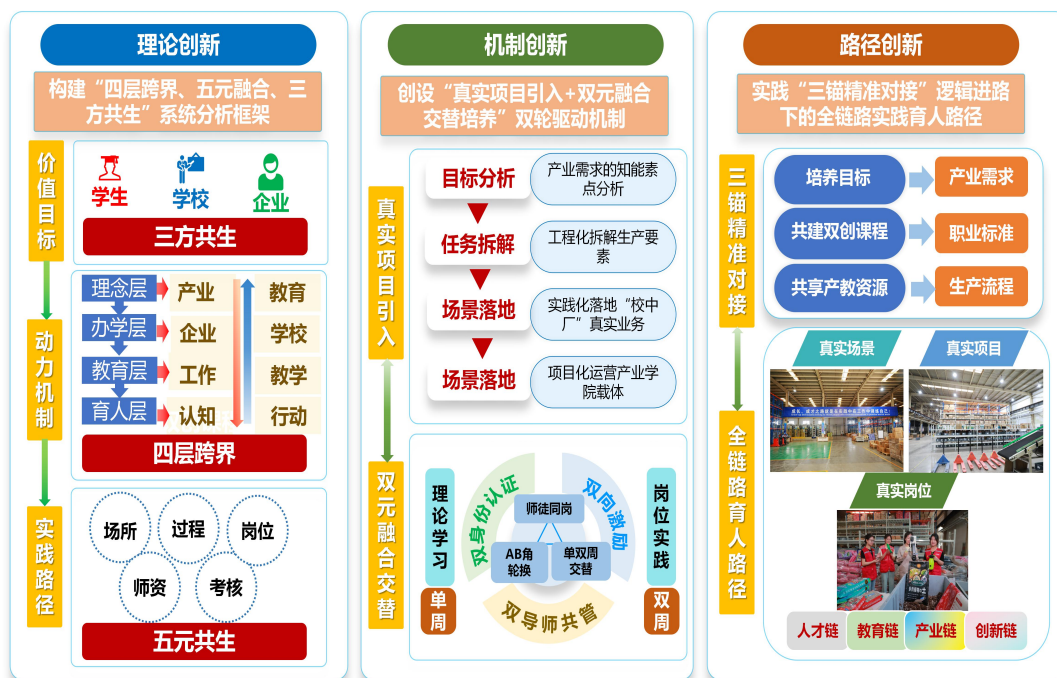 理论创新
构建“四层跨界、五元融合、三
方共生”系统分析框架
价值目标
学生
学校
企业
三方共生
动力机制
理念层
产业
教育
办学层
企业
学校
教育层
工作
教学
育人层
认知
行动
四层跨界
实践路径
场所
过程
岗位
师资
考核
五元共生
机制创新
创设“真实项目引入+双元融合
交替培养”双轮驱动机制
真实项目引入
目标分析
产业需求的知能素
点分析
任务拆解
工程化拆解生产要
素
场景落地
实践化落地“校中
厂”真实业务
场景落地
项目化运营产业学
院载体
双元融合交替
理论学习
单周
双身份认证
双向激励
师徒同岗
AB角
轮换
单双周
交替
双导师共管
岗位实践
双周
路径创新
实践“三锚精准对接”逻辑进路
下的全链路实践育人路径
三锚精准对接
培养目标
产业需求
共建双创课程
职业标准
共享产教资源
生产流程
全链路育人路径
真实场景
真实项目
真实岗位
人才链
教育链
产业链
创新链